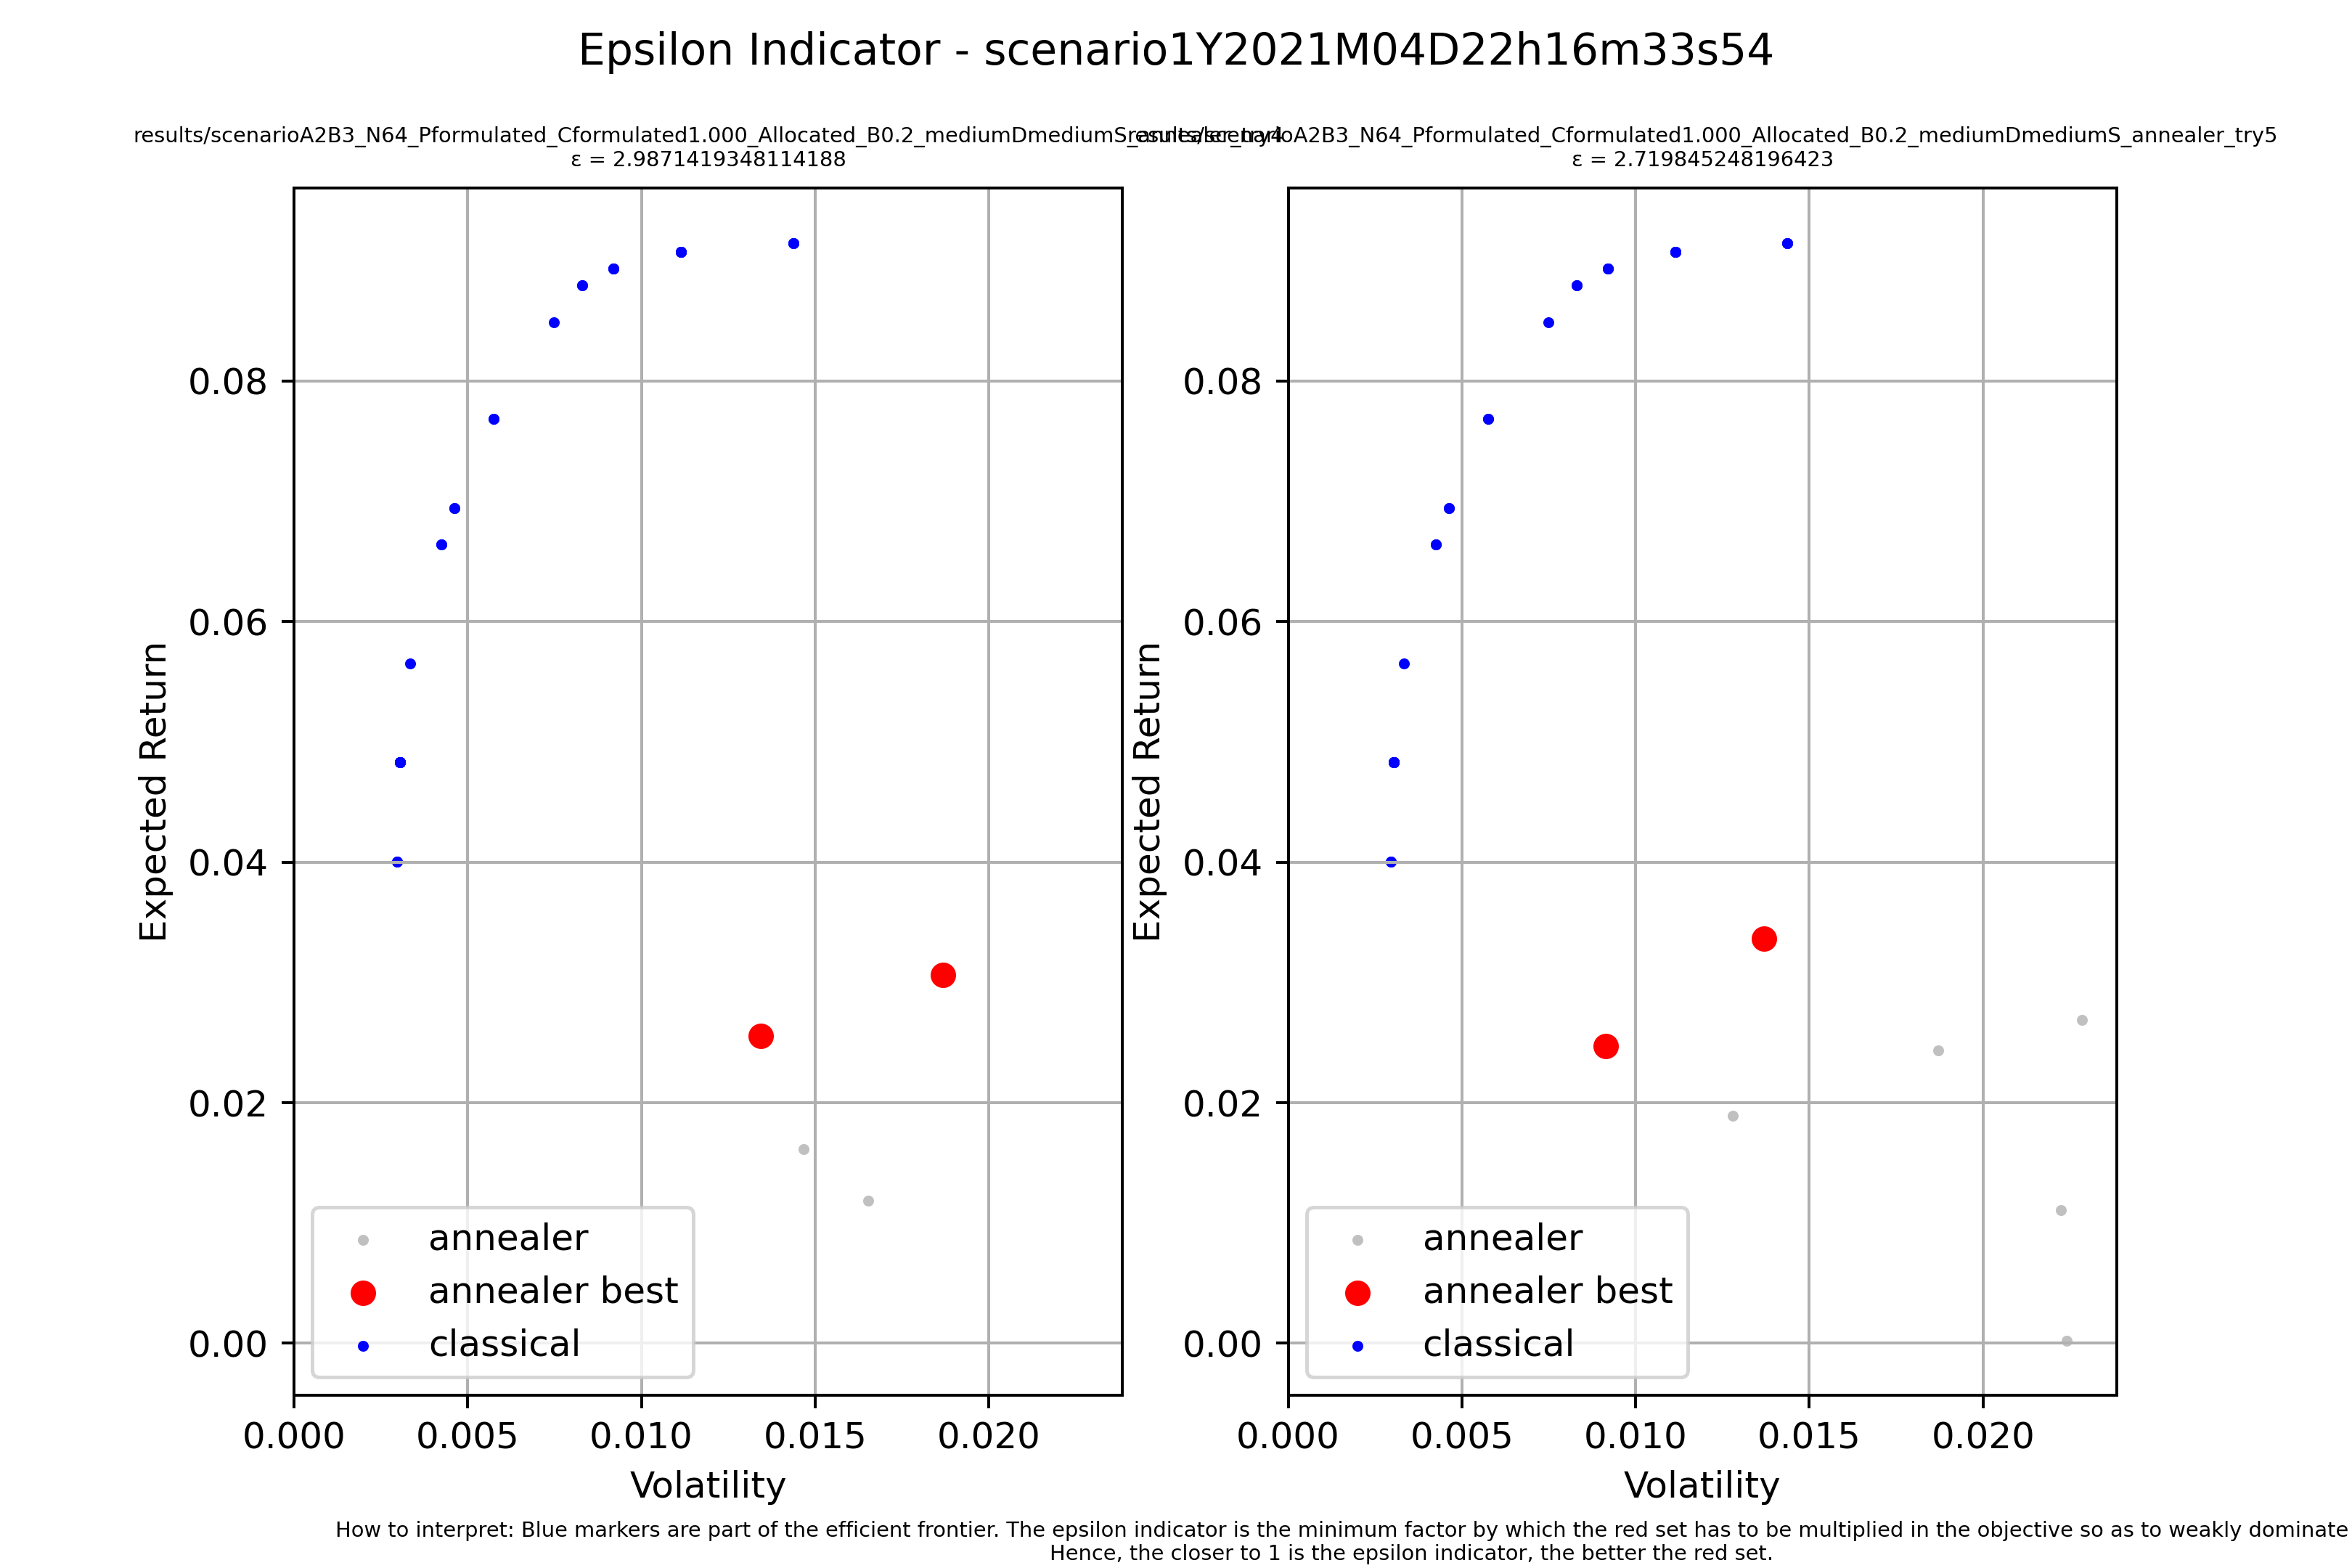 Epsilon Indicator - scenario1Y2021M04D22h16m33s54
results/scenarioA2B3_N64_Pformulated_Cformulated1.000_Allocated_B0.2_mediumDmediumS_annealer_try4
ε = 2.9871419348114188
results/scenarioA2B3_N64_Pformulated_Cformulated1.000_Allocated_B0.2_mediumDmediumS_annealer_try5
ε = 2.719845248196423
Expected Return
0.08
0.06
0.04
0.02
0.00
annealer
annealer best
classical
0.000 0.005 0.010 0.015 0.020
Volatility
Expected Return
0.08
0.06
0.04
0.02
0.00
annealer
annealer best
classical
0.000 0.005 0.010 0.015 0.020
Volatility
How to interpret: Blue markers are part of the efficient frontier. The epsilon indicator is the minimum factor by which the red set has to be multiplied in the objective so as to weakly dominate
Hence, the closer to 1 is the epsilon indicator, the better the red set.